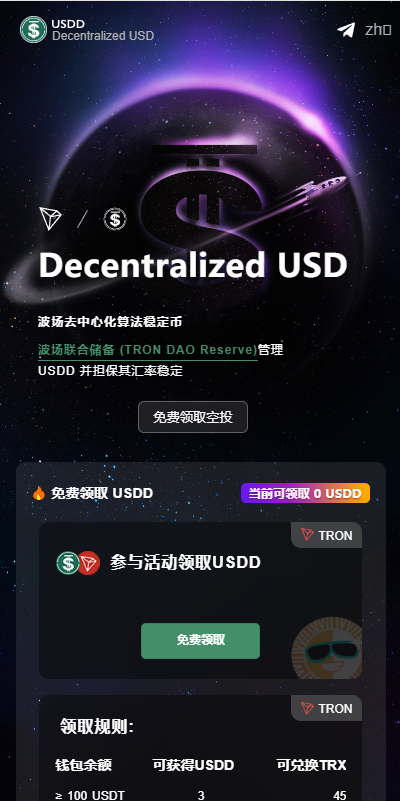 USDD
Decentralized USD
zh
Decentralized USD
波场去中心化算法稳定币
波场联合储备 (TRON DAO Reserve)管理
USDD 并担保其汇率稳定
免费领取空投
🔥 免费领取 USDD
当前可领取 0 USDD
TRON
参与活动领取USDD
免费领取
TRON
领取规则:
钱包余额 可获得USDD 可兑换TRX
≥ 100 USDT 3 45